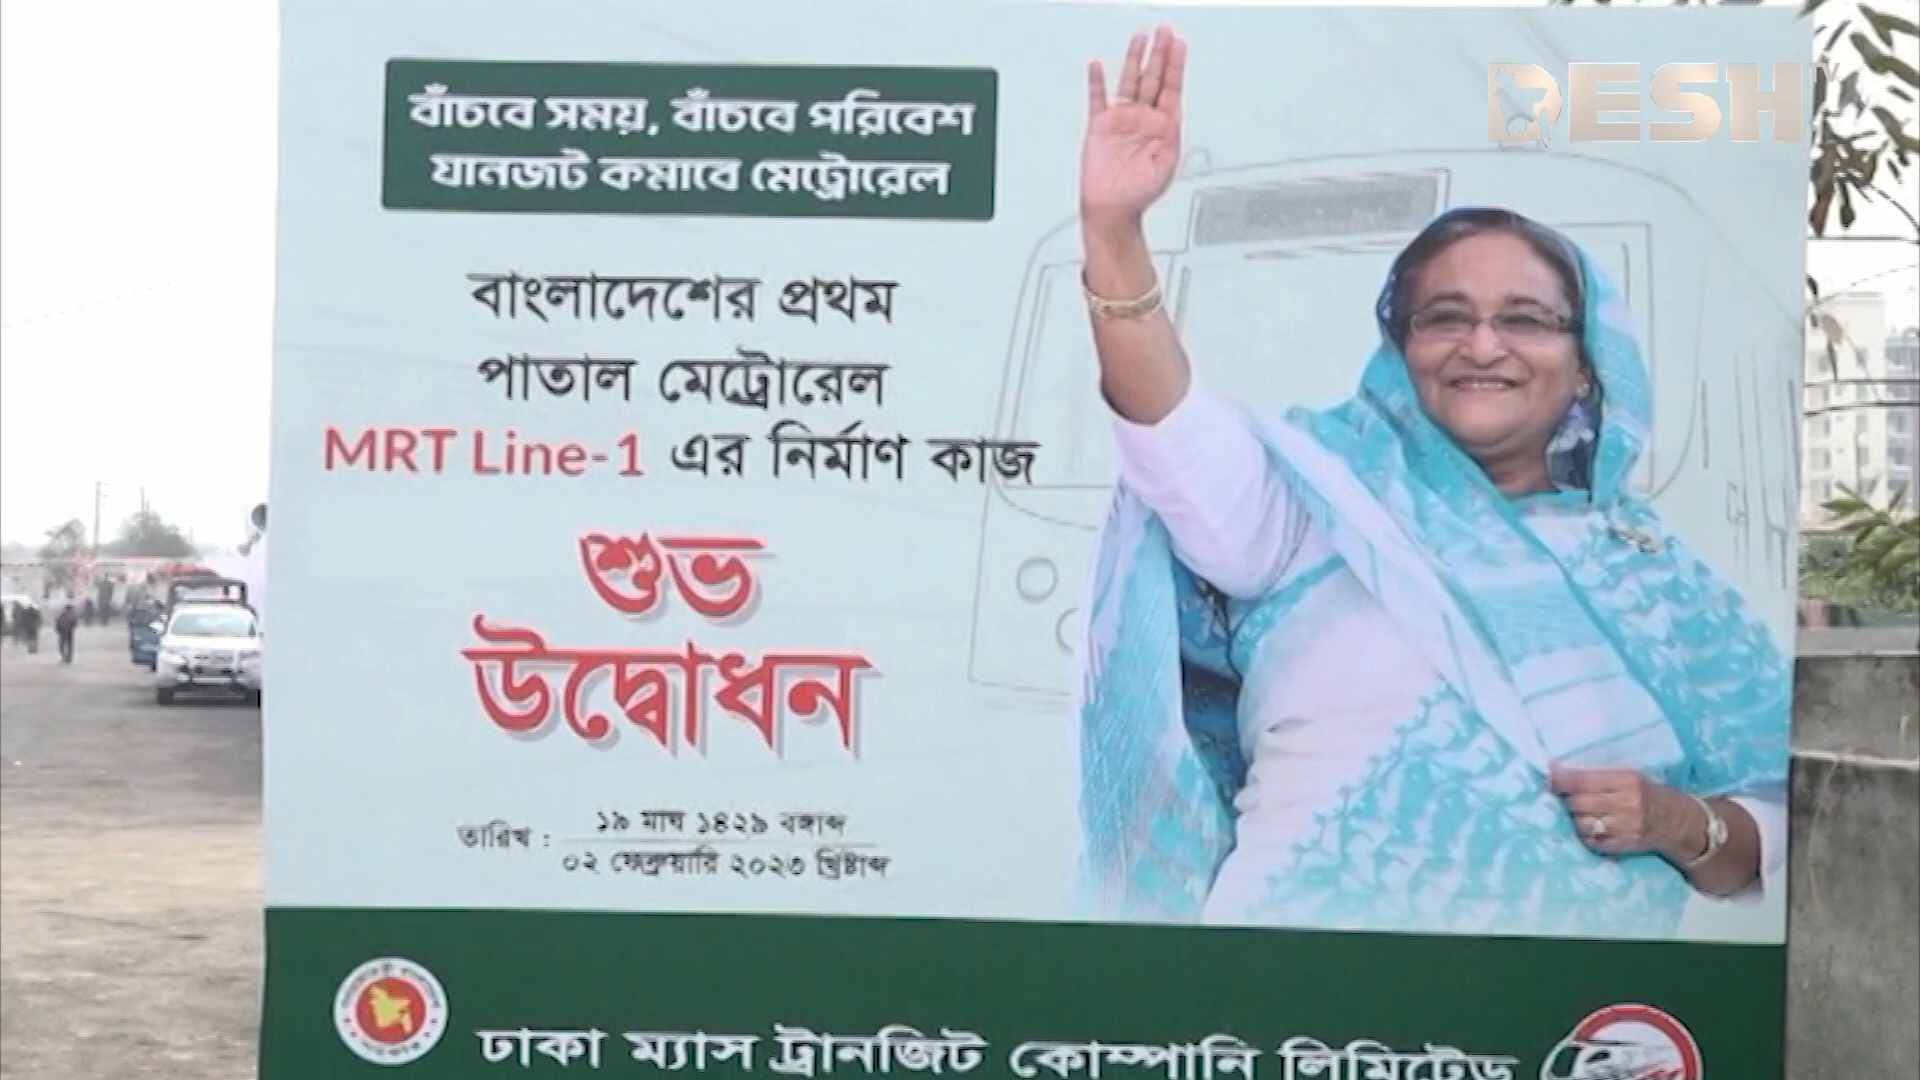 DESH TV
বাঁচবে সময়, বাঁচবে পরিবেশ
যানজট কমাবে মেট্রোরেল
বাংলাদেশের প্রথম
পাতাল মেট্রোরেল
MRT Line-1 এর নির্মাণ কাজ
শুভ
উদ্বোধন
তারিখ : ১৯ মাঘ ১৪২৯ বঙ্গাব্দ
০২ ফেব্রুয়ারি ২০২৩ খ্রিষ্টাব্দ
ঢাকা ম্যাস ট্রানজিট কোম্পানি লিমিটেড